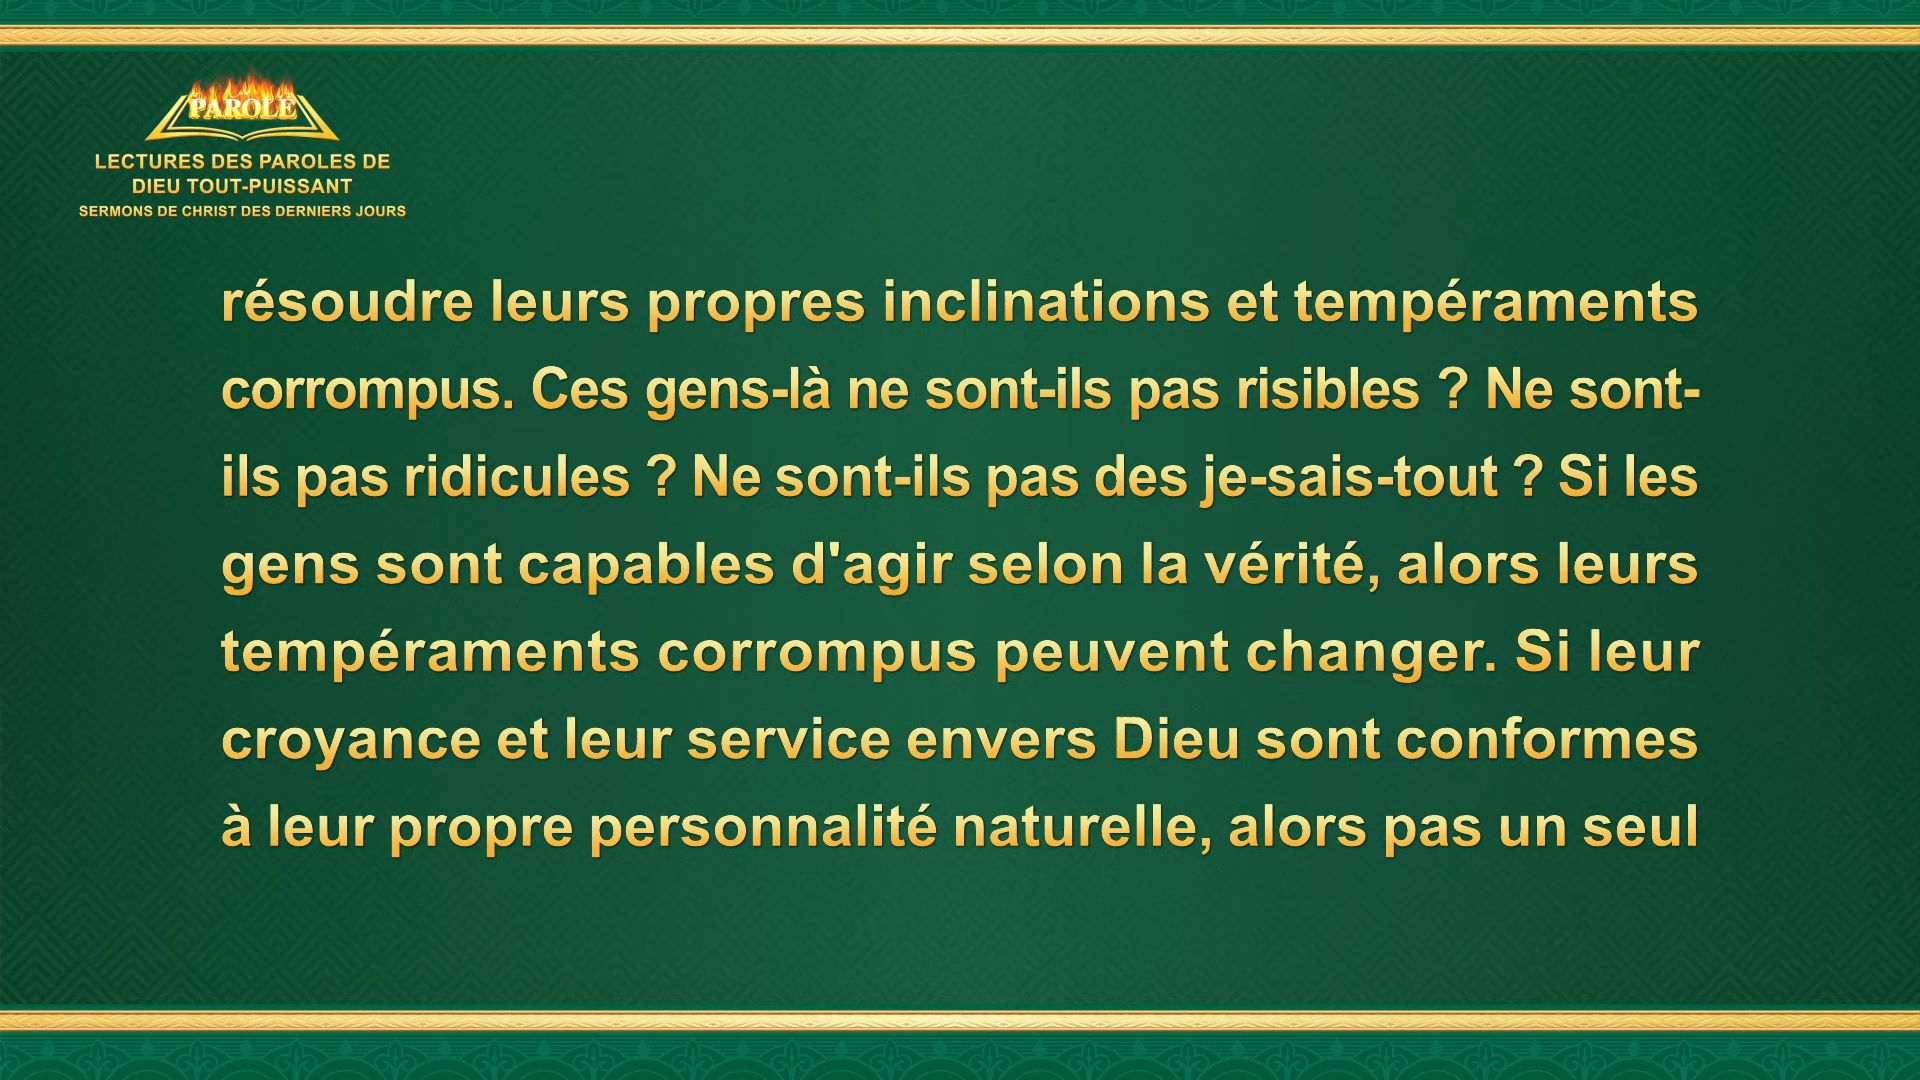 PAROLE
LECTURES DES PAROLES DE
DIEU TOUT-PUISSANT
SERMONS DE CHRIST DES DERNIERS JOURS
résoudre leurs propres inclinations et tempéraments
corrompus. Ces gens-là ne sont-ils pas risibles ? Ne sont-
ils pas ridicules ? Ne sont-ils pas des je-sais-tout ? Si les
gens sont capables d'agir selon la vérité, alors leurs
tempéraments corrompus peuvent changer. Si leur
croyance et leur service envers Dieu sont conformes
à leur propre personnalité naturelle, alors pas un seul